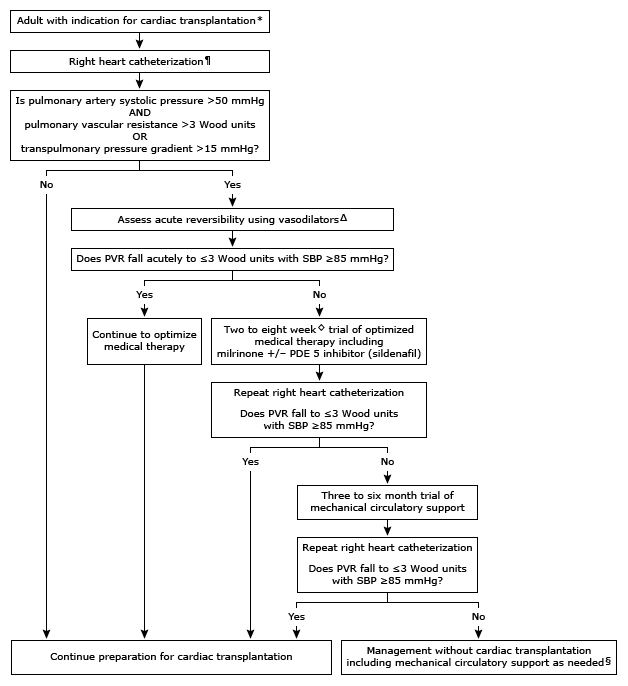 Adult with indication for cardiac transplantation*
Right heart catheterization¶
Is pulmonary artery systolic pressure >50 mmHg
AND
pulmonary vascular resistance >3 Wood units
OR
transpulmonary pressure gradient >15 mmHg?
No
Yes
Assess acute reversibility using vasodilatorsΔ
Does PVR fall acutely to ≤3 Wood units with SBP ≥85 mmHg?
Yes
No
Continue to optimize
medical therapy
Two to eight week◇ trial of optimized
medical therapy including
milrinone +/− PDE 5 inhibitor (sildenafil)
Repeat right heart catheterization
Does PVR fall to ≤3 Wood units
with SBP ≥85 mmHg?
Yes
No
Three to six month trial of
mechanical circulatory support
Repeat right heart catheterization
Does PVR fall to ≤3 Wood units
with SBP ≥85 mmHg?
Yes
No
Continue preparation for cardiac transplantation
Management without cardiac transplantation
including mechanical circulatory support as needed§